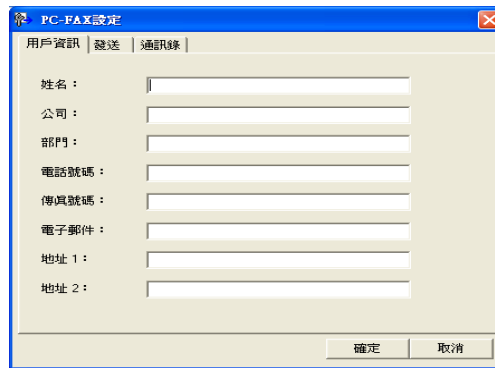 PC-FAX設定
用戶資訊 發送 通訊錄
姓名：
公司：
部門：
電話號碼：
傳真號碼：
電子郵件：
地址 1：
地址 2：
確定 取消